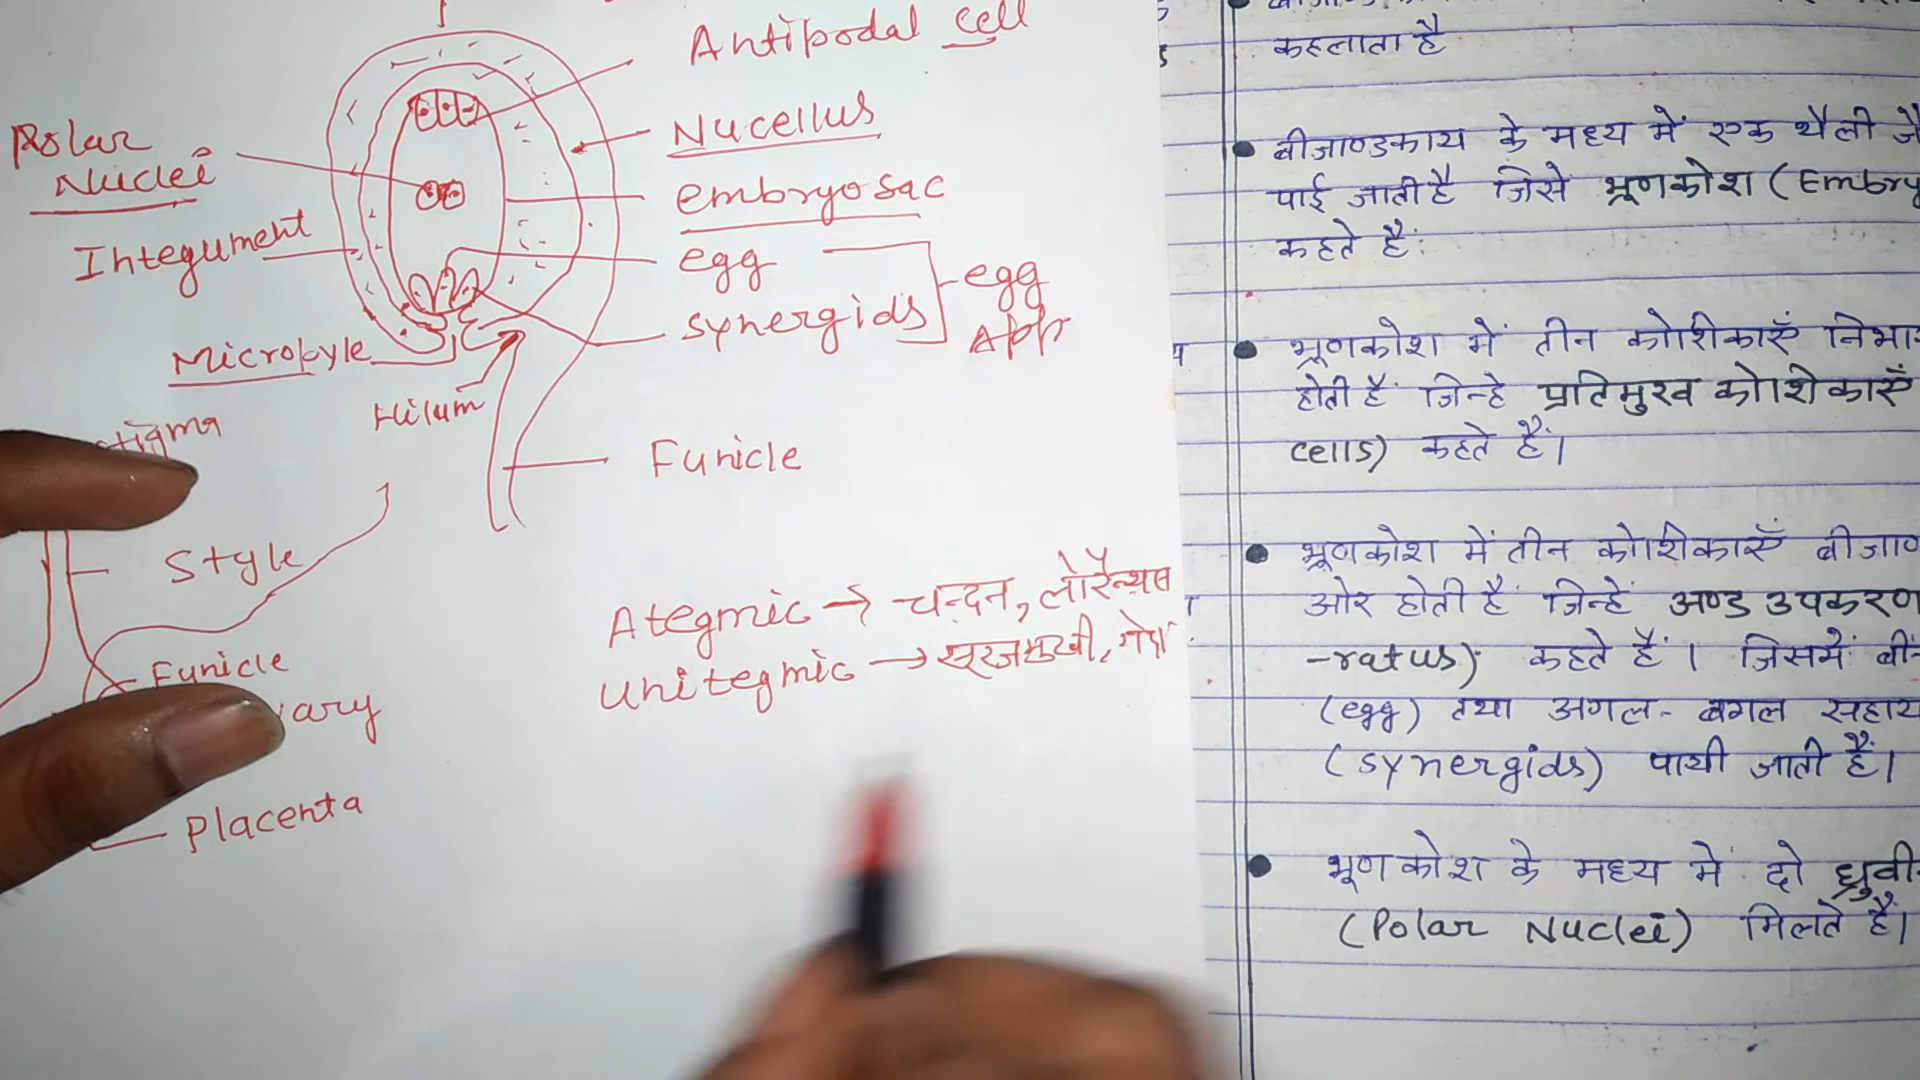 Antipodal cell
Polar
Nuclei
Nucellus
embryo sac
Integument
egg
synergids
egg
App
Micropyle
Hilum
stigma
Funicle
Style
Ategmic → चन्दन, लोरैन्थस
Unitegmic → सूरजमुखी,
Funicle
Placenta
कहलाता है
बीजाण्डकाय के मध्य में एक थैली जै
पाई जाती है जिसे भ्रूणकोश (Embry
कहते हैं:
भ्रूणकोश में तीन कोशिकाएँ निभा
होती हैं जिन्हे प्रतिमुख कोशिकाएँ
cells) कहते हैं।
भ्रूणकोश में तीन कोशिकाएँ बीजाण
ओर होती हैं जिन्हें अण्ड उपकरण
-ratus) कहते हैं। जिसमें बी
(egg) तथा अगल-बगल सहाय
(synergids) पायी जाती हैं।
भ्रूणकोश के मध्य में दो ध्रुवी
(Polar Nuclei) मिलते हैं।